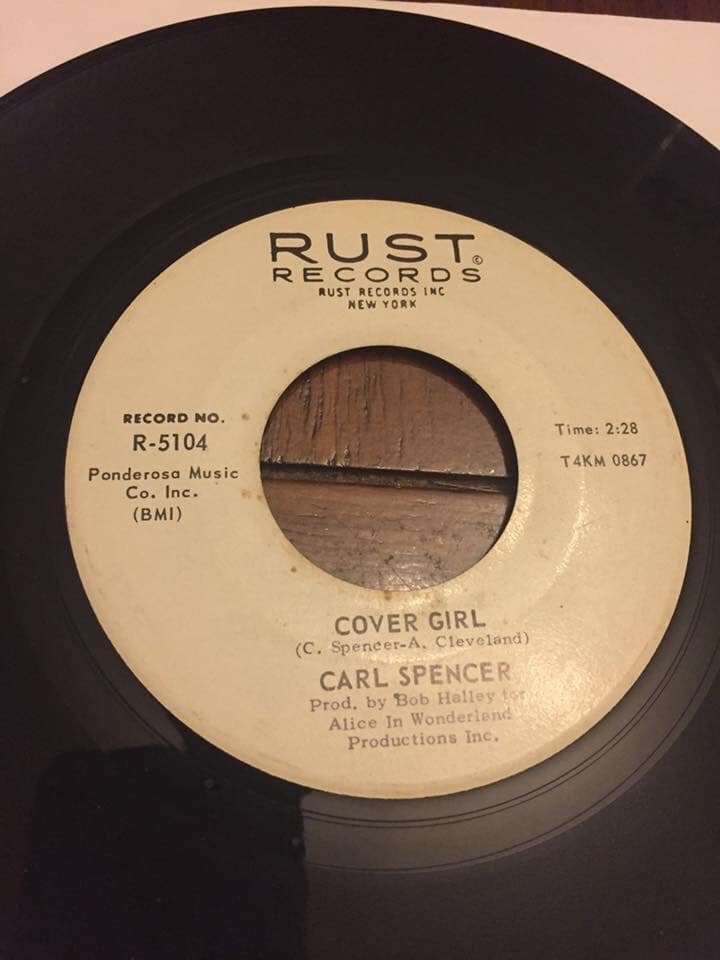 RUST©
RECORDS
RUST RECORDS INC
NEW YORK
RECORD NO.
R-5104
Ponderosa Music
Co. Inc.
(BMI)
Time: 2:28
T4KM 0867
COVER GIRL
(C. Spencer-A. Cleveland)
CARL SPENCER
Prod. by Bob Halley for
Alice In Wonderland
Productions Inc.